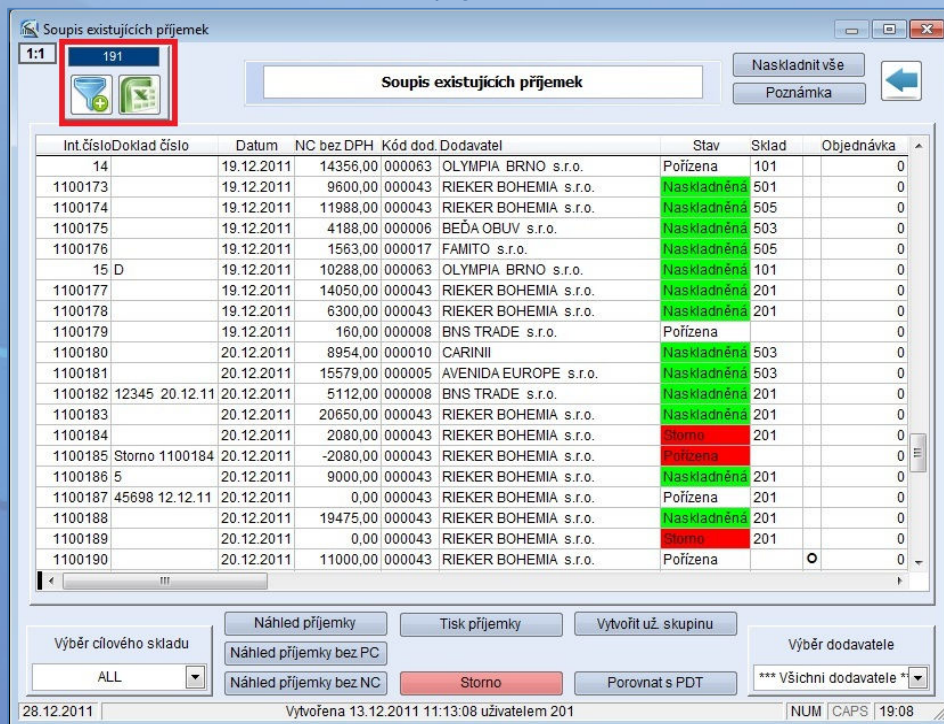 Soupis existujících příjemek
1:1
191
Soupis existujících příjemek
Naskladnit vše
Poznámka
Int.číslo Doklad číslo Datum NC bez DPH Kód dod. Dodavatel Stav Sklad Objednávka
14 19.12.2011 14356,00 000063 OLYMPIA BRNO s.r.o. Pořízena 101 0
1100173 19.12.2011 9600,00 000043 RIEKER BOHEMIA s.r.o. Naskladněná 501 0
1100174 19.12.2011 11988,00 000043 RIEKER BOHEMIA s.r.o. Naskladněná 505 0
1100175 19.12.2011 4188,00 000006 BEĎA OBUV s.r.o. Naskladněná 503 0
1100176 19.12.2011 1563,00 000017 FAMITO s.r.o. Naskladněná 505 0
15 D 19.12.2011 10288,00 000063 OLYMPIA BRNO s.r.o. Naskladněná 101 0
1100177 19.12.2011 14050,00 000043 RIEKER BOHEMIA s.r.o. Naskladněná 201 0
1100178 19.12.2011 6300,00 000043 RIEKER BOHEMIA s.r.o. Naskladněná 201 0
1100179 19.12.2011 160,00 000008 BNS TRADE s.r.o. Pořízena 0
1100180 20.12.2011 8954,00 000010 CARINII Naskladněná 503 0
1100181 20.12.2011 15579,00 000005 AVENIDA EUROPE s.r.o. Naskladněná 503 0
1100182 12345 20.12.11 20.12.2011 5112,00 000008 BNS TRADE s.r.o. Naskladněná 201 0
1100183 20.12.2011 20650,00 000043 RIEKER BOHEMIA s.r.o. Naskladněná 201 0
1100184 20.12.2011 2080,00 000043 RIEKER BOHEMIA s.r.o. Storno 201 0
1100185 Storno 1100184 20.12.2011 -2080,00 000043 RIEKER BOHEMIA s.r.o. Pořízena 0
1100186 5 20.12.2011 9000,00 000043 RIEKER BOHEMIA s.r.o. Naskladněná 201 0
1100187 45698 12.12.11 20.12.2011 0,00 000043 RIEKER BOHEMIA s.r.o. Pořízena 201 0
1100188 20.12.2011 19475,00 000043 RIEKER BOHEMIA s.r.o. Naskladněná 201 0
1100189 20.12.2011 0,00 000043 RIEKER BOHEMIA s.r.o. Storno 201 0
1100190 20.12.2011 11000,00 000043 RIEKER BOHEMIA s.r.o. Pořízena O 0
Výběr cílového skladu
ALL
Náhled příjemky Tisk příjemky Vytvořit už. skupinu
Náhled příjemky bez PC
Náhled příjemky bez NC Storno Porovnat s PDT
Výběr dodavatele
*** Všichni dodavatele **
28.12.2011 Vytvořena 13.12.2011 11:13:08 uživatelem 201 NUM CAPS 19:08